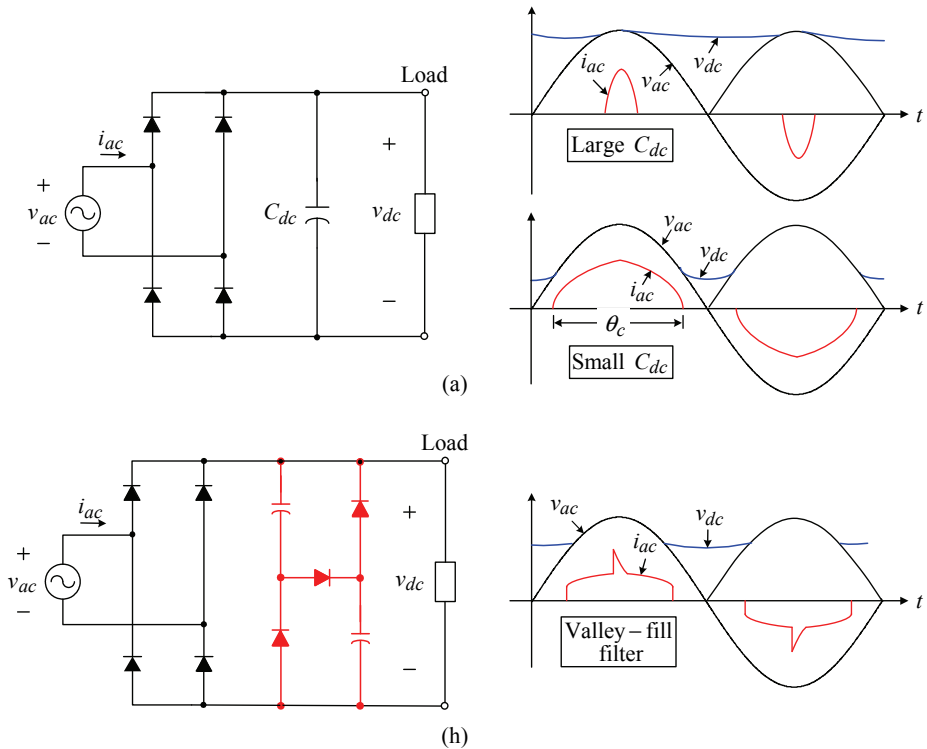 Load
i_ac
+
v_ac
−
C_dc
+
v_dc
−
i_ac
v_ac
v_dc
t
Large C_dc
v_ac
v_dc
i_ac
t
θ_c
Small C_dc
(a)
Load
i_ac
+
v_ac
−
+
v_dc
−
v_ac
v_dc
i_ac
t
Valley−fill
filter
(h)